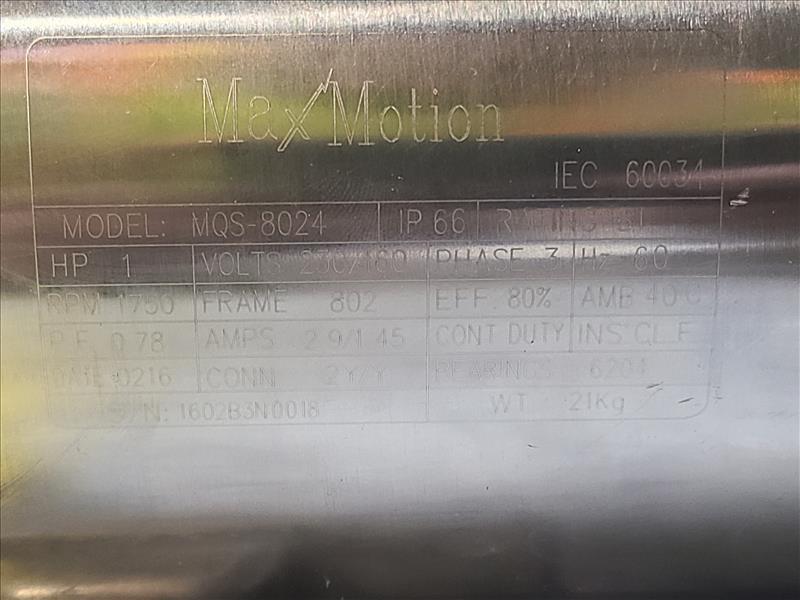 MaxMotion
IEC 60034
MODEL: MQS-8024 IP 66
HP 1 VOLTS 230/460 PHASE 3 Hz 60
RPM 1750 FRAME 802 EFF. 80% AMB 40 C
P.F. 0.78 AMPS 2.9/1.45 CONT DUTY INS CL.F
DATE 0216 CONN 2Y/Y BEARINGS 6204
S/N: 1602B3N0018 WT 21Kg